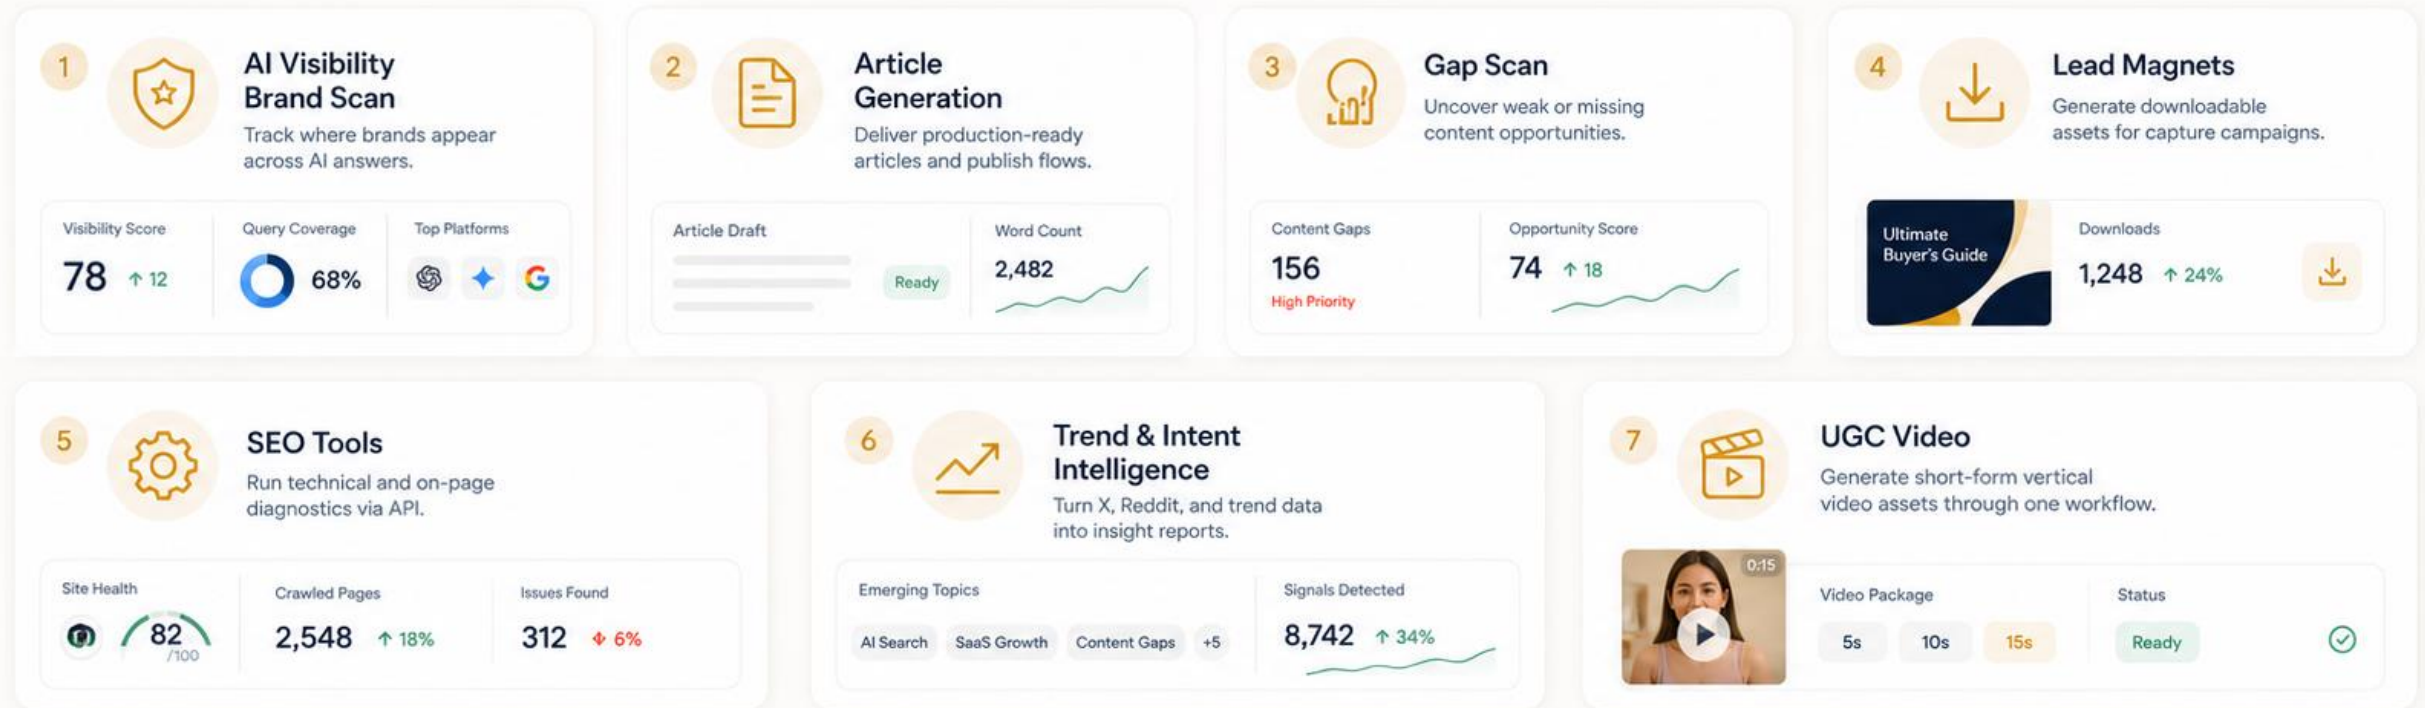 1
AI Visibility
Brand Scan
Track where brands appear
across AI answers.
Visibility Score
78 ↑ 12
Query Coverage
68%
Top Platforms
2
Article
Generation
Deliver production-ready
articles and publish flows.
Article Draft
Ready
Word Count
2,482
3
Gap Scan
Uncover weak or missing
content opportunities.
Content Gaps
156
High Priority
Opportunity Score
74 ↑ 18
4
Lead Magnets
Generate downloadable
assets for capture campaigns.
Ultimate
Buyer's Guide
Downloads
1,248 ↑ 24%
5
SEO Tools
Run technical and on-page
diagnostics via API.
Site Health
82
/100
Crawled Pages
2,548 ↑ 18%
Issues Found
312 6%
6
Trend & Intent
Intelligence
Turn X, Reddit, and trend data
into insight reports.
Emerging Topics
AI Search SaaS Growth Content Gaps +5
Signals Detected
8,742 ↑ 34%
7
UGC Video
Generate short-form vertical
video assets through one workflow.
0:15
Video Package
5s 10s 15s
Status
Ready